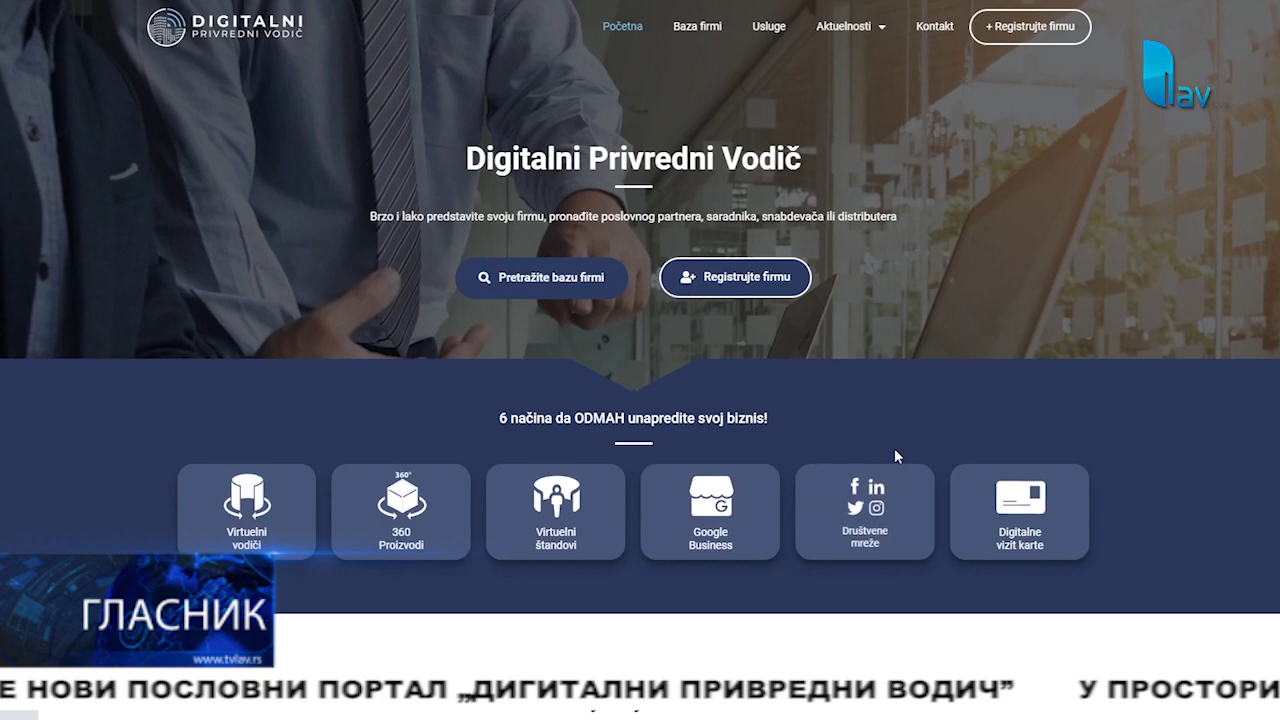 DIGITALNI
PRIVREDNI VODIČ
Početna
Baza firmi
Usluge
Aktuelnosti
Kontakt
+ Registrujte firmu
lav
Digitalni Privredni Vodič
Brzo i lako predstavite svoju firmu, pronađite poslovnog partnera, saradnika, snabdevača ili distributera
Pretražite bazu firmi
Registrujte firmu
6 načina da ODMAH unapredite svoj biznis!
Virtuelni
vodiči
360°
360
Proizvodi
Virtuelni
štandovi
G
Google
Business
f in
Društvene
mreže
Digitalne
vizit karte
ГЛАСНИК
www.tvlav.rs
Е НОВИ ПОСЛОВНИ ПОРТАЛ „ДИГИТАЛНИ ПРИВРЕДНИ ВОДИЧ” У ПРОСТОРИ